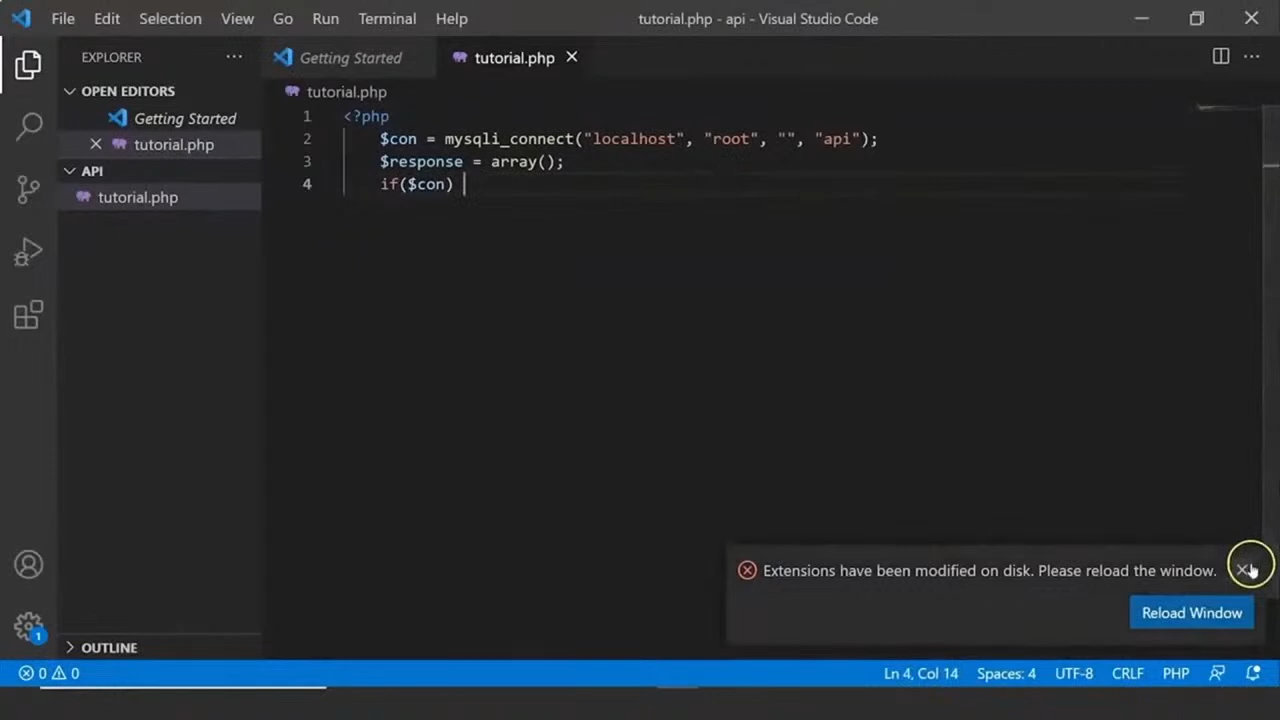 File Edit Selection View Go Run Terminal Help
tutorial.php - api - Visual Studio Code
EXPLORER
OPEN EDITORS
Getting Started
tutorial.php
API
tutorial.php
OUTLINE
Getting Started
tutorial.php
tutorial.php
1 <?php
2 $con = mysqli_connect("localhost", "root", "", "api");
3 $response = array();
4 if($con)
Extensions have been modified on disk. Please reload the window.
Reload Window
1
0 0
Ln 4, Col 14 Spaces: 4 UTF-8 CRLF PHP